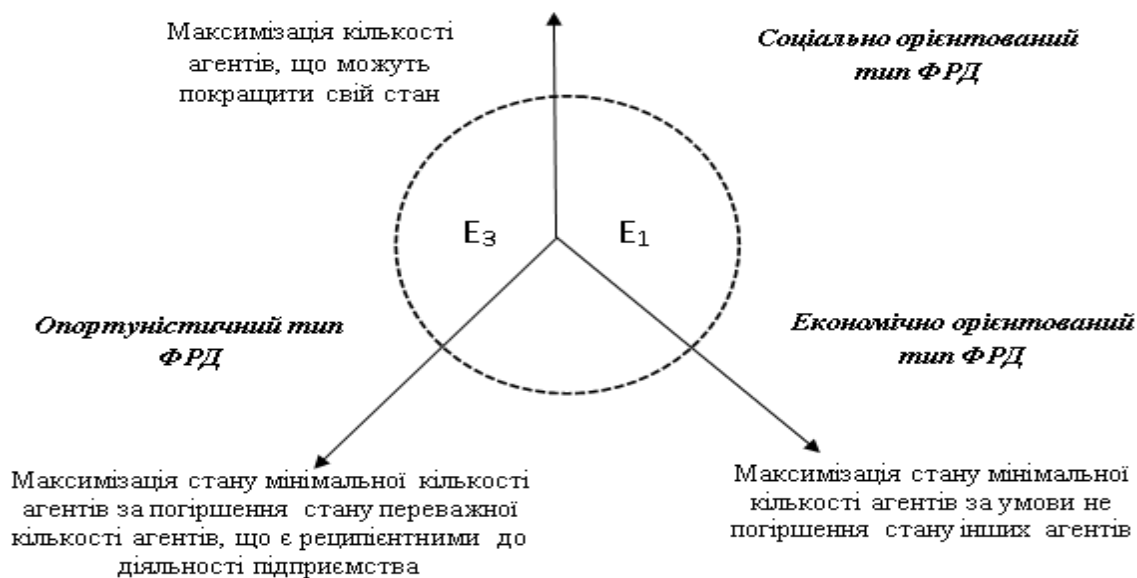 Максимізація кількості
агентів, що можуть
покращити свій стан
Соціально орієнтований
тип ФРД
E₃
E₁
Опортуністичний тип
ФРД
Економічно орієнтований
тип ФРД
Максимізація стану мінімальної кількості
агентів за погіршення стану переважної
кількості агентів, що є реципієнтними до
діяльності підприємства
Максимізація стану мінімальної
кількості агентів за умови не
погіршення стану інших агентів